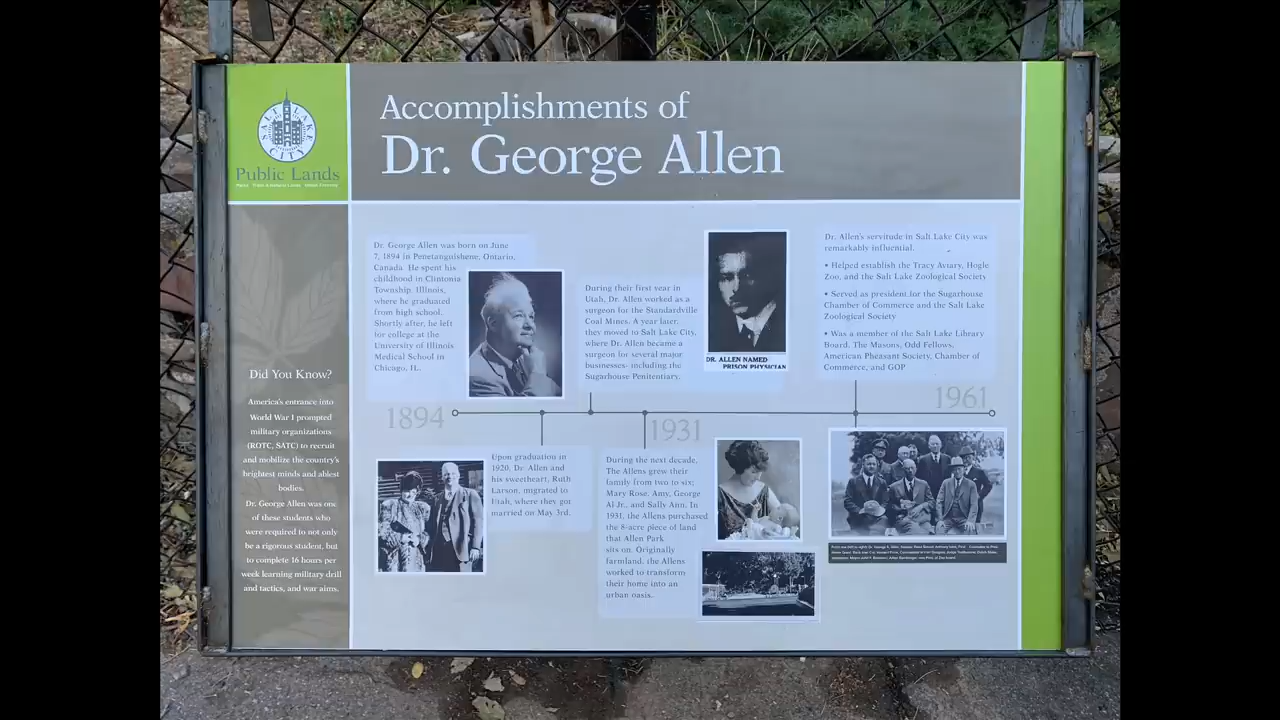 SALT LAKE CITY
Public Lands
Accomplishments of
Dr. George Allen
Did You Know?
America's entrance into
World War I prompted
military organizations
(ROTC, SATC) to recruit
and mobilize the country's
brightest minds and ablest
bodies.
Dr. George Allen was one
of these students who
were required to not only
be a rigorous student, but
to complete 16 hours per
week learning military drill
and tactics, and war aims.
Dr. George Allen was born on June
7, 1894 in Penetanguishene, Ontario,
Canada. He spent his
childhood in Clintonia
Township, Illinois,
where he graduated
from high school.
Shortly after, he left
for college at the
University of Illinois
Medical School in
Chicago, IL.
1894
Upon graduation in
1920, Dr. Allen and
his sweetheart, Ruth
Larson, migrated to
Utah, where they got
married on May 3rd.
During their first year in
Utah, Dr. Allen worked as a
surgeon for the Standardville
Coal Mines. A year later,
they moved to Salt Lake City,
where Dr. Allen became a
surgeon for several major
businesses- including the
Sugarhouse Penitentiary.
DR. ALLEN NAMED
PRISON PHYSICIAN
1931
During the next decade,
The Allens grew their
family from two to six;
Mary Rose, Amy, George
Al Jr., and Sally Ann. In
1931, the Allens purchased
the 8-acre piece of land
that Allen Park
sits on. Originally
farmland, the Allens
worked to transform
their home into an
urban oasis.
Dr. Allen's servitude in Salt Lake City was
remarkably influential.
• Helped establish the Tracy Aviary, Hogle
Zoo, and the Salt Lake Zoological Society
• Served as president for the Sugarhouse
Chamber of Commerce and the Salt Lake
Zoological Society
• Was a member of the Salt Lake Library
Board, The Masons, Odd Fellows,
American Pheasant Society, Chamber of
Commerce, and GOP
1961